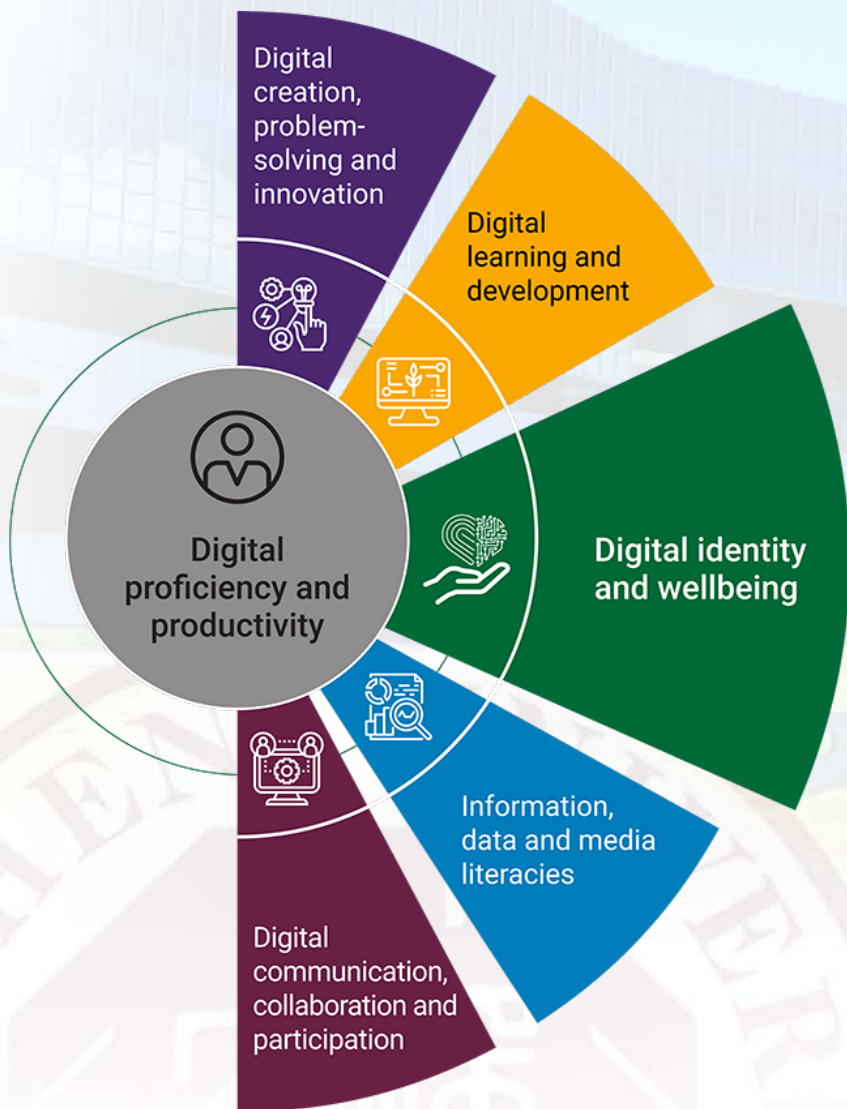 Digital
creation,
problem-
solving and
innovation
Digital
learning and
development
Digital identity
and wellbeing
Digital
proficiency and
productivity
Information,
data and media
literacies
Digital
communication,
collaboration and
participation